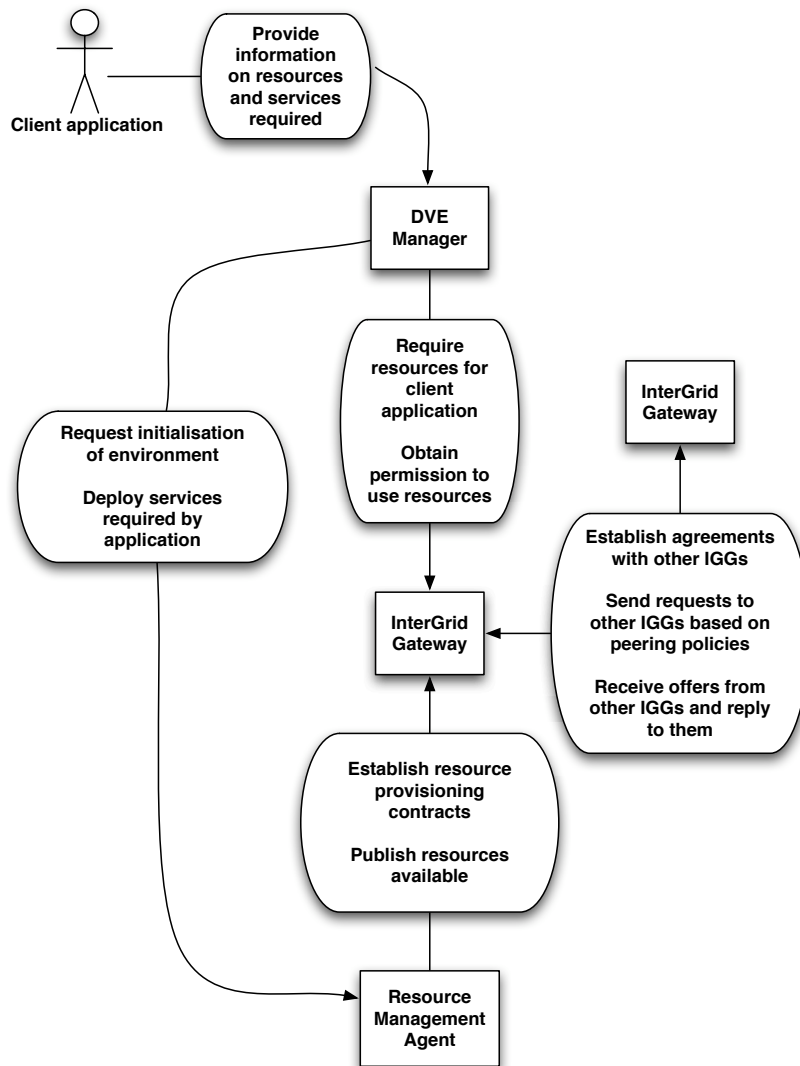 Provide
information
on resources
and services
required
Client application
DVE
Manager
Require
resources for
client
application
Obtain
permission to
use resources
InterGrid
Gateway
Request initialisation
of environment
Deploy services
required by
application
Establish agreements
with other IGGs
Send requests to
other IGGs based on
peering policies
Receive offers from
other IGGs and reply
to them
InterGrid
Gateway
Establish resource
provisioning
contracts
Publish resources
available
Resource
Management
Agent